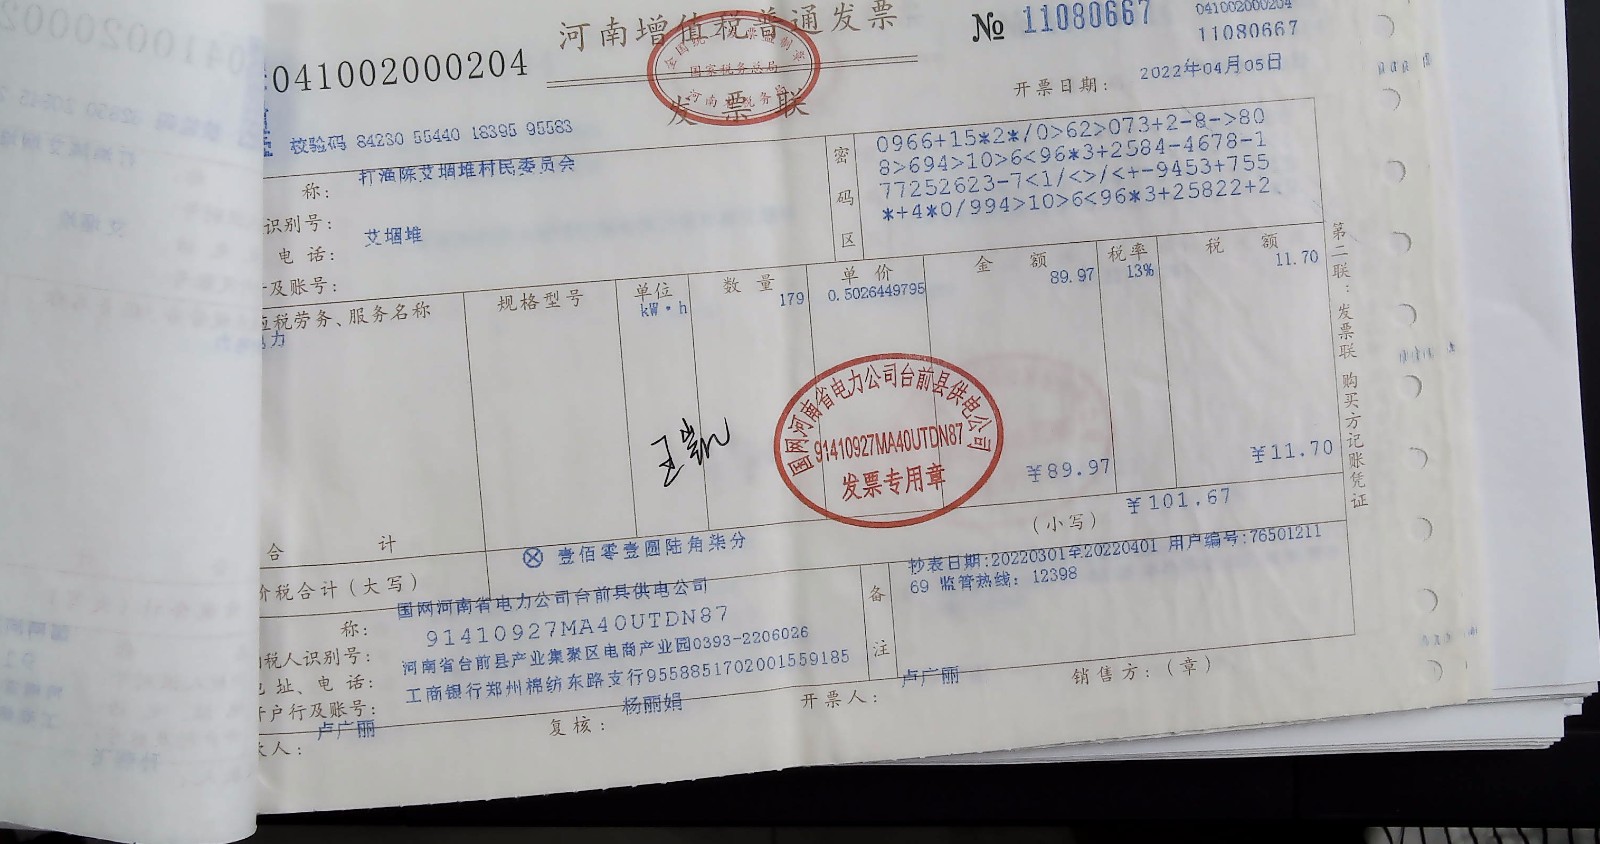 河南增值税普通发票
041002000204
№ 11080667
041002000204
11080667
发票联
国家税务总局
开票日期: 2022年04月05日
校验码 84230 55440 18395 95583
称: 打渔陈艾堌堆村民委员会
识别号:
电 话: 艾堌堆
及账号:
密码区
0966+15*2*/0>62>073+2-8->80
8>694>10>6<96*3+2584-4678-1
77252623-7<1/<>/<+-9453+755
*+4*0/994>10>6<96*3+25822+2
税劳务、服务名称 规格型号 单位 数 量 单 价 金 额 税率 税 额
力 kW·h 179 0.5026449795 89.97 13% 11.70
王凯
国网河南省电力公司台前县供电公司
91410927MA40UTDN87
发票专用章
合 计 ¥89.97 ¥11.70
价税合计(大写) ⊗ 壹佰零壹圆陆角柒分 (小写) ¥101.67
称: 国网河南省电力公司台前县供电公司
纳税人识别号: 91410927MA40UTDN87
地 址、电 话: 河南省台前县产业集聚区电商产业园0393-2206026
开户行及账号: 工商银行郑州棉纺东路支行9558851702001559185
备注
抄表日期:20220301至20220401 用户编号:76501211
69 监管热线: 12398
人: 卢广丽 复核: 杨丽娟 开票人: 卢广丽 销售方:(章)
第二联:发票联 购买方记账凭证